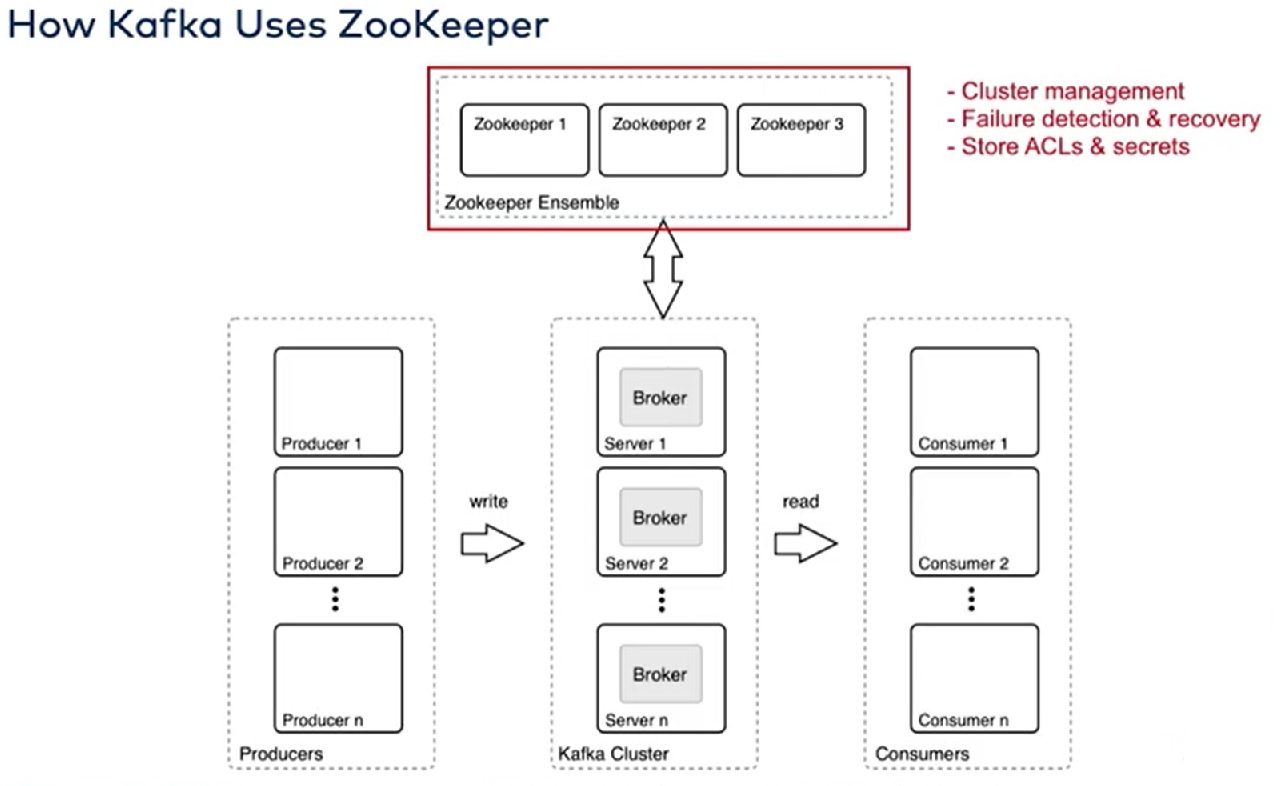 How Kafka Uses ZooKeeper
Zookeeper 1
Zookeeper 2
Zookeeper 3
Zookeeper Ensemble
- Cluster management
- Failure detection & recovery
- Store ACLs & secrets
Producer 1
Producer 2
Producer n
Producers
write
Broker
Server 1
Broker
Server 2
Broker
Server n
Kafka Cluster
read
Consumer 1
Consumer 2
Consumer n
Consumers